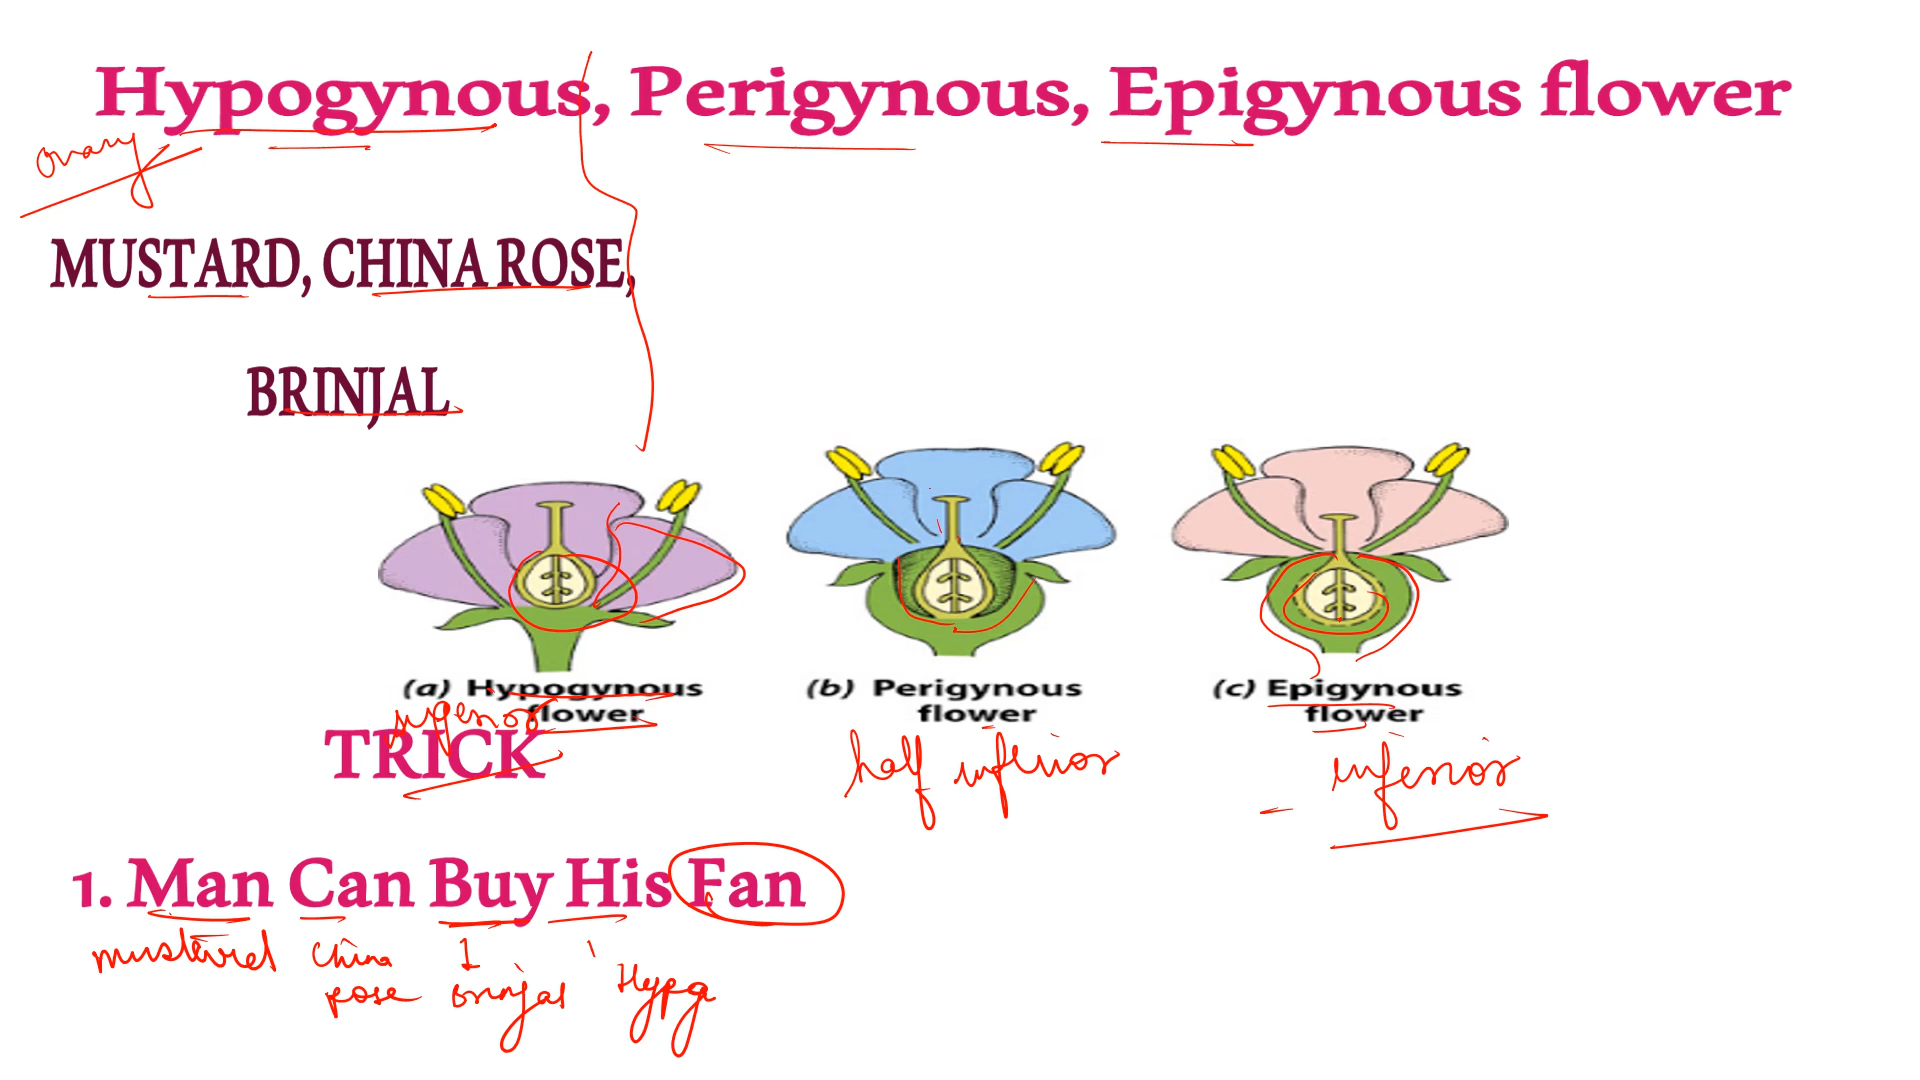 Hypogynous, Perigynous, Epigynous flower
ovary
MUSTARD, CHINA ROSE,
BRINJAL
(a) Hypogynous flower
(b) Perigynous flower
(c) Epigynous flower
half inferior
inferior
TRICK
1. Man Can Buy His Fan
China
rose
Brinjal
Hypo